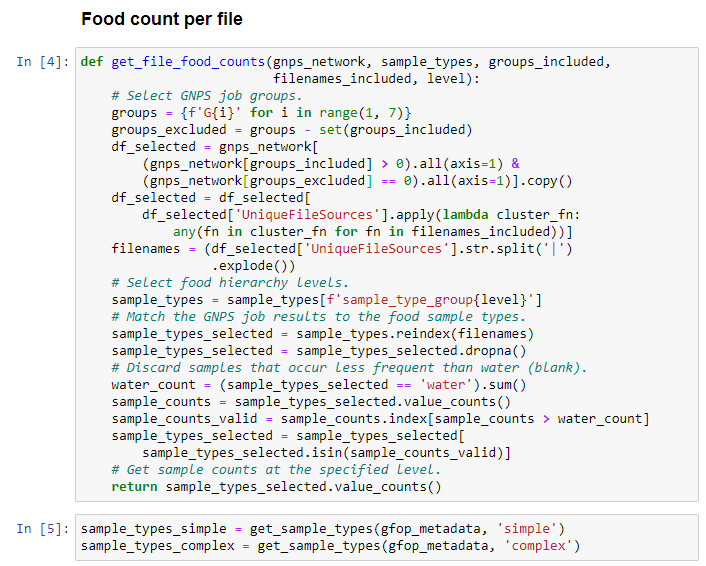 Food count per file
In [4]: def get_file_food_counts(gnps_network, sample_types, groups_included,
                         filenames_included, level):
    # Select GNPS job groups.
    groups = {f'G{i}' for i in range(1, 7)}
    groups_excluded = groups - set(groups_included)
    df_selected = gnps_network[
        (gnps_network[groups_included] > 0).all(axis=1) &
        (gnps_network[groups_excluded] == 0).all(axis=1)].copy()
    df_selected = df_selected[
        df_selected['UniqueFileSources'].apply(lambda cluster_fn:
            any(fn in cluster_fn for fn in filenames_included))]
    filenames = (df_selected['UniqueFileSources'].str.split('|')
                 .explode())
    # Select food hierarchy levels.
    sample_types = sample_types[f'sample_type_group{level}']
    # Match the GNPS job results to the food sample types.
    sample_types_selected = sample_types.reindex(filenames)
    sample_types_selected = sample_types_selected.dropna()
    # Discard samples that occur less frequent than water (blank).
    water_count = (sample_types_selected == 'water').sum()
    sample_counts = sample_types_selected.value_counts()
    sample_counts_valid = sample_counts.index[sample_counts > water_count]
    sample_types_selected = sample_types_selected[
        sample_types_selected.isin(sample_counts_valid)]
    # Get sample counts at the specified level.
    return sample_types_selected.value_counts()
In [5]: sample_types_simple = get_sample_types(gfop_metadata, 'simple')
sample_types_complex = get_sample_types(gfop_metadata, 'complex')